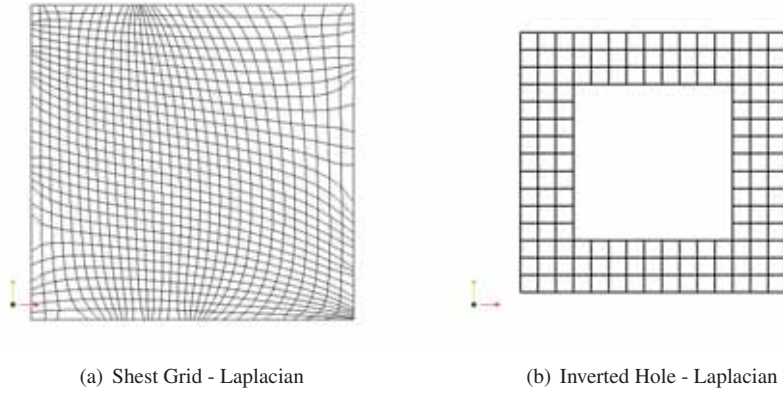 (a) Shest Grid - Laplacian
(b) Inverted Hole - Laplacian